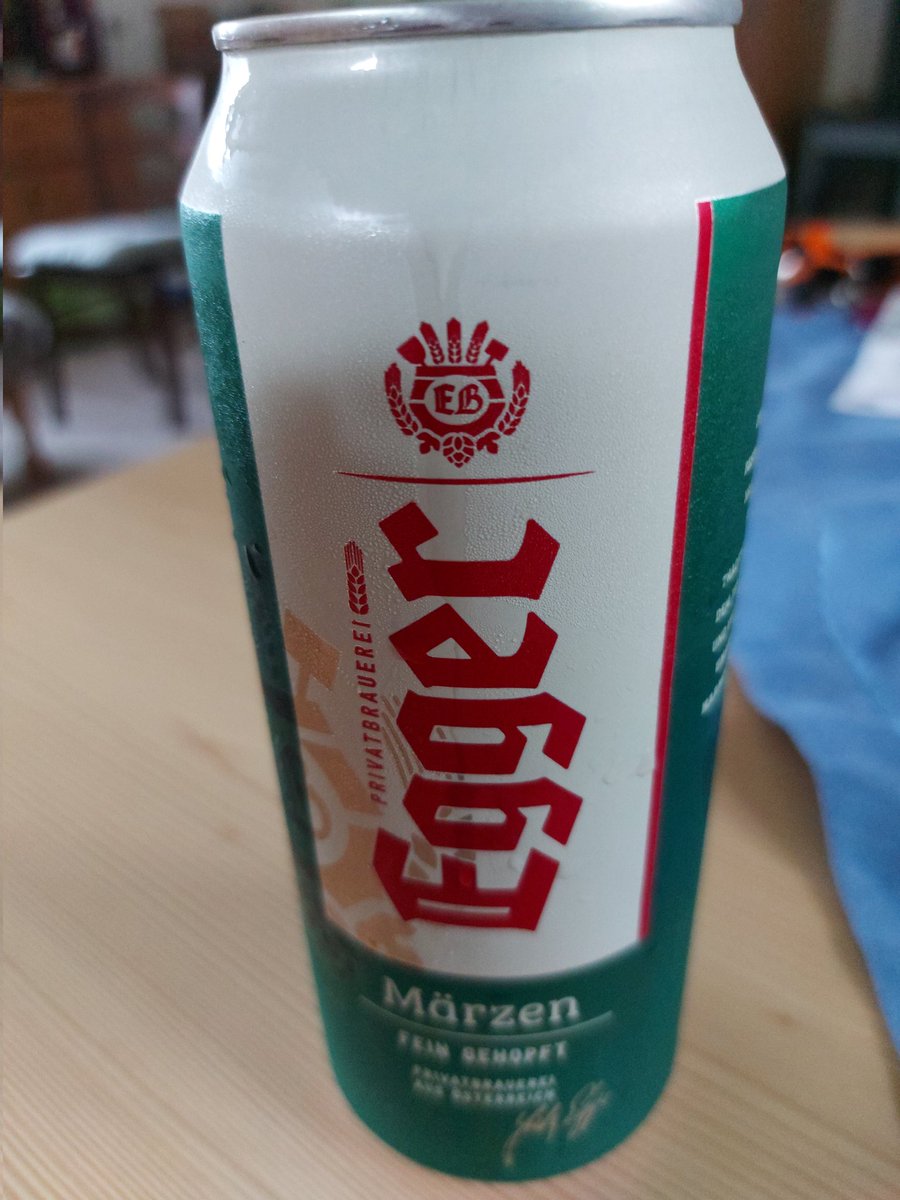 EB
PRIVATBRAUEREI
Egger
Märzen
FEIN GEHOPFT
PRIVATBRAUEREI
AUS ÖSTERREICH